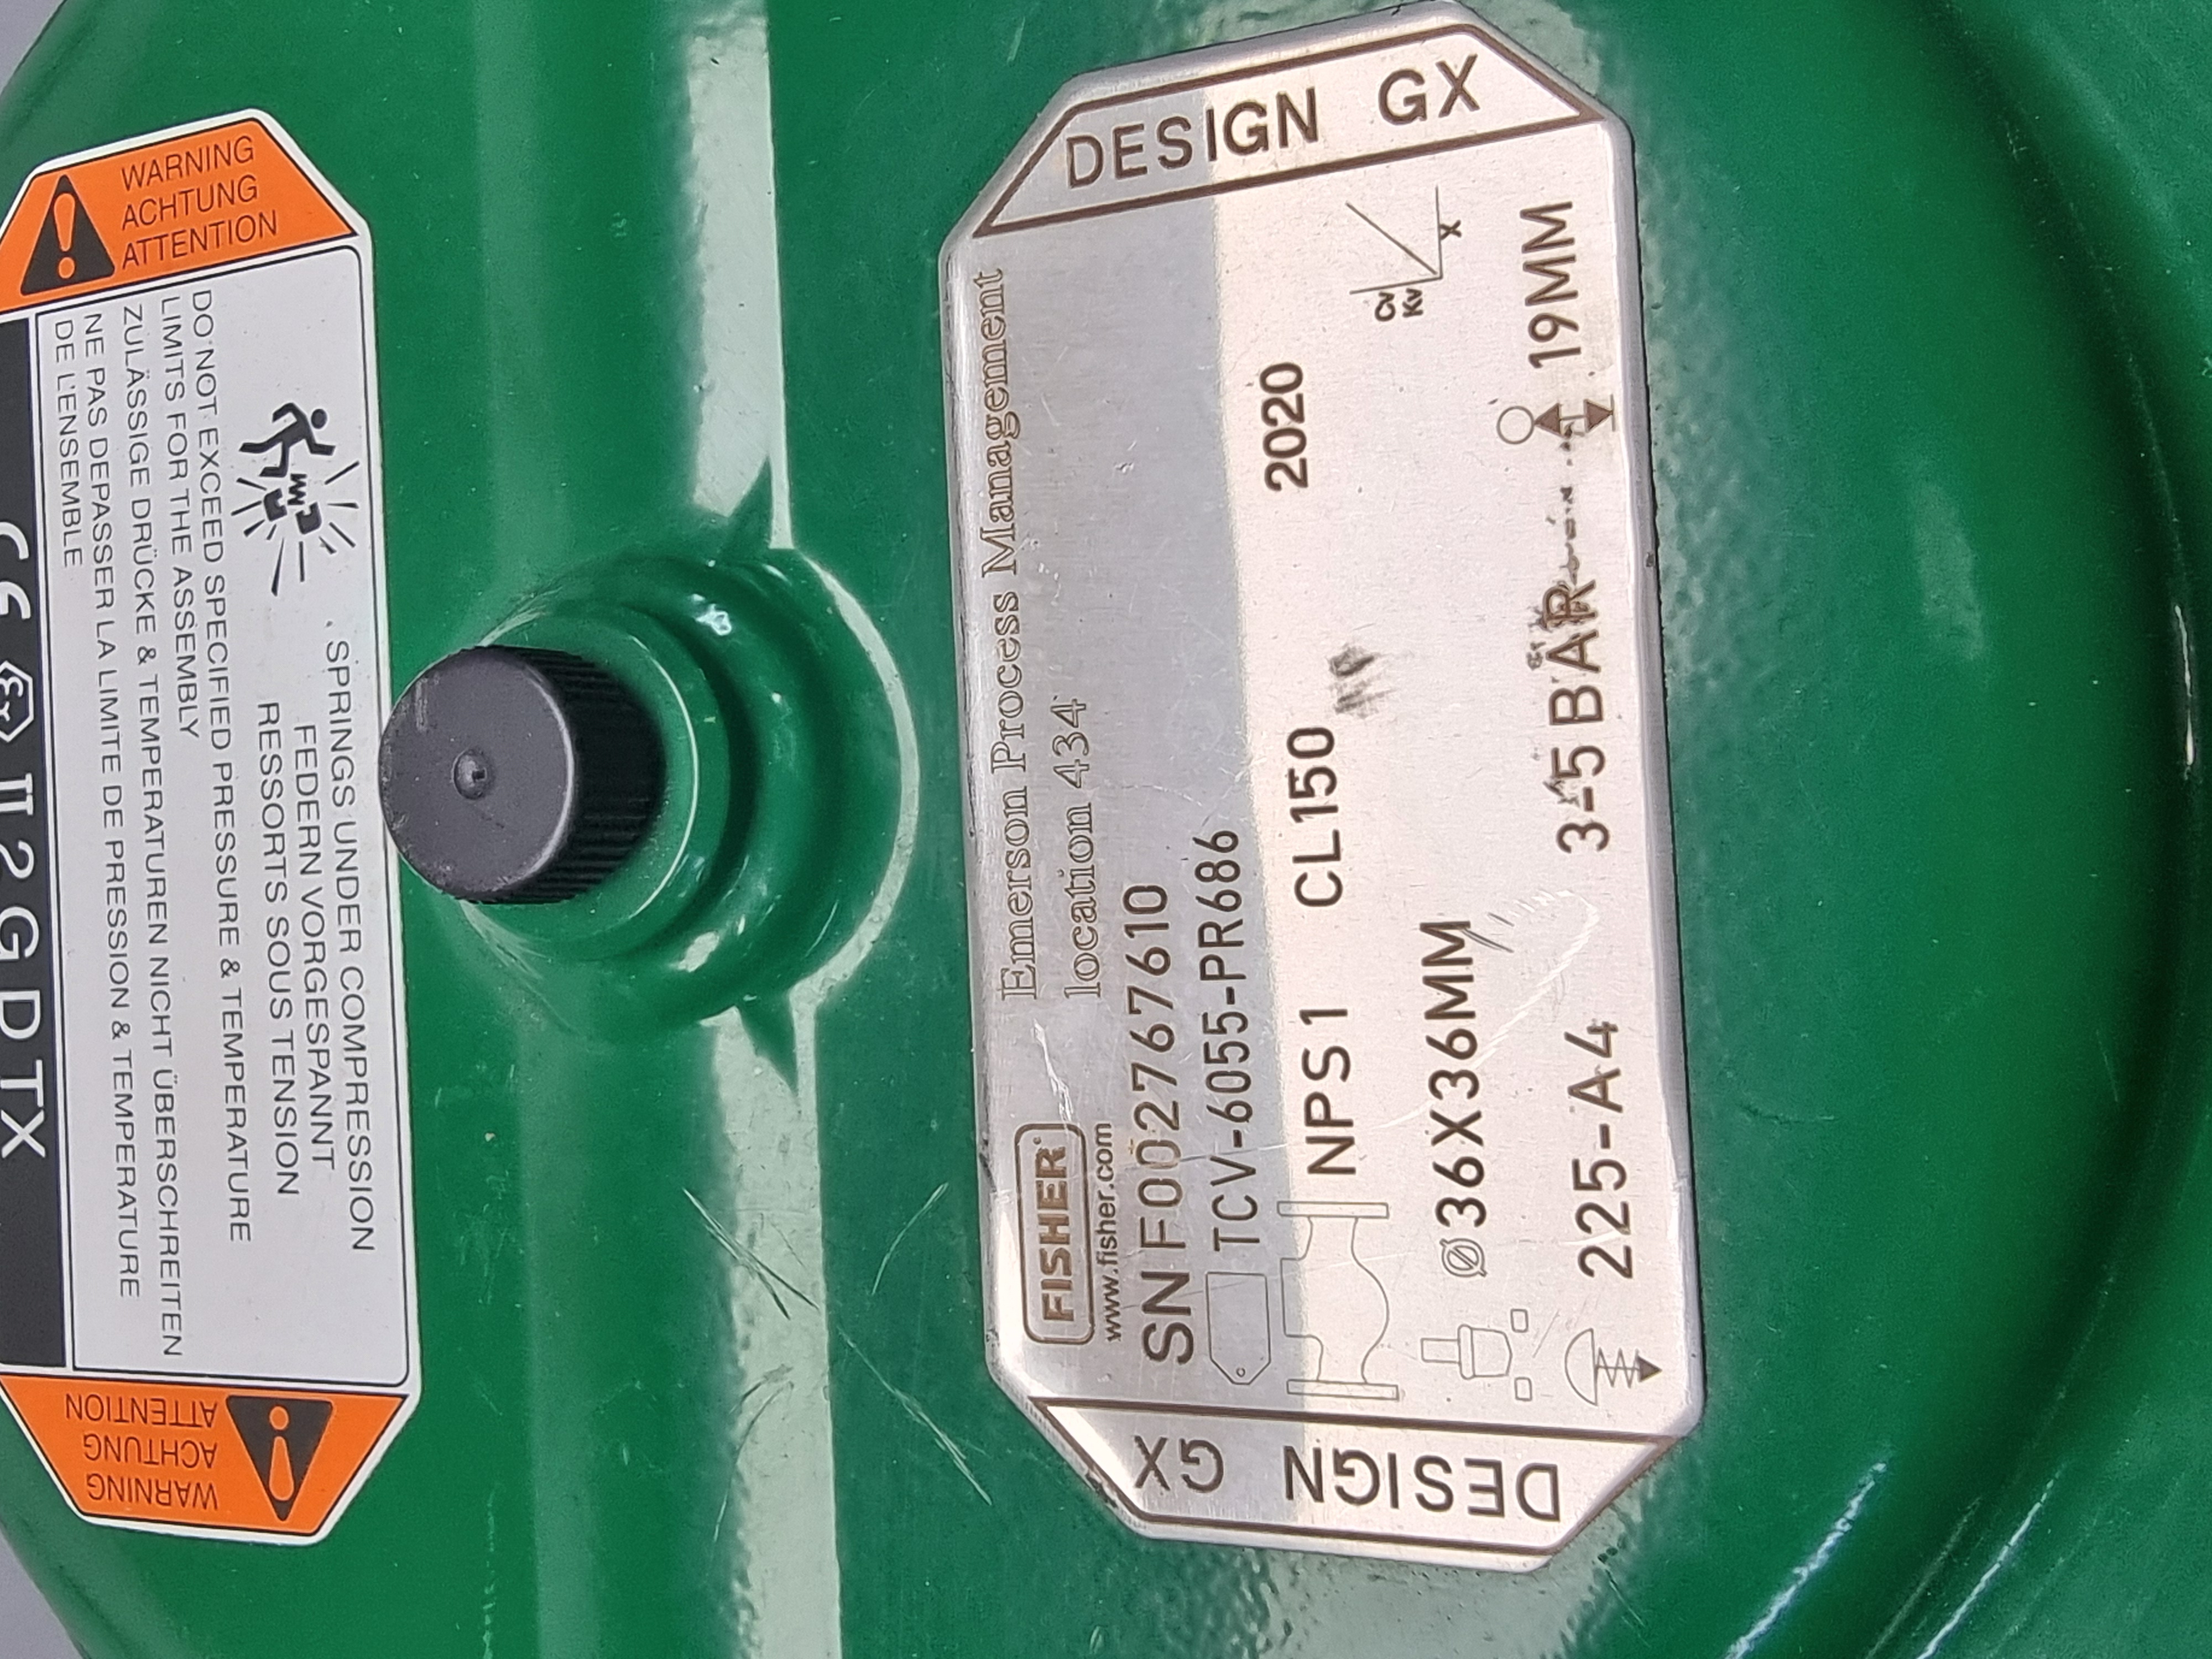 DESIGN GX
FISHER
www.fisher.com
Emerson Process Management
location 434
SN F002767610
TCV-6055-PR686
NPS 1 CL150 2020
Ø36X36MM
Cv
Kv
X
225-A4 3-5 BAR 19MM
DESIGN GX
WARNING
ACHTUNG
ATTENTION
SPRINGS UNDER COMPRESSION
FEDERN VORGESPANNT
RESSORTS SOUS TENSION
DO NOT EXCEED SPECIFIED PRESSURE & TEMPERATURE
LIMITS FOR THE ASSEMBLY
ZULÄSSIGE DRÜCKE & TEMPERATUREN NICHT ÜBERSCHREITEN
NE PAS DEPASSER LA LIMITE DE PRESSION & TEMPERATURE
DE L'ENSEMBLE
CE Ex II 2 G D TX
WARNING
ACHTUNG
ATTENTION